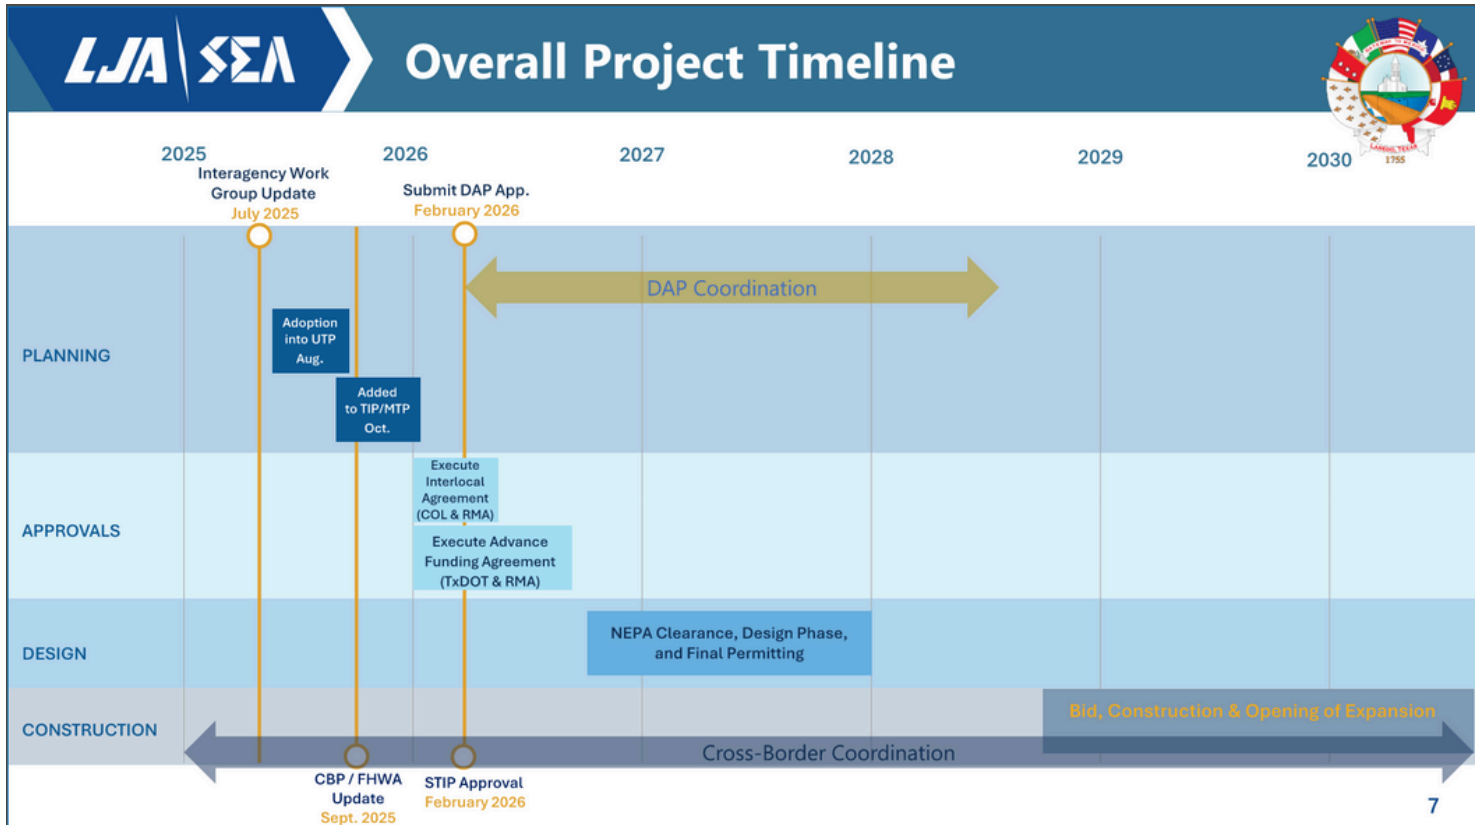 LJA SEA
Overall Project Timeline
LAREDO, TEXAS
1755
2025
2026
2027
2028
2029
2030
Interagency Work
Group Update
July 2025
Submit DAP App.
February 2026
PLANNING
DAP Coordination
Adoption
into UTP
Aug.
Added
to TIP/MTP
Oct.
APPROVALS
Execute
Interlocal
Agreement
(COL & RMA)
Execute Advance
Funding Agreement
(TxDOT & RMA)
DESIGN
NEPA Clearance, Design Phase,
and Final Permitting
CONSTRUCTION
Bid, Construction & Opening of Expansion
Cross-Border Coordination
CBP / FHWA
Update
Sept. 2025
STIP Approval
February 2026
7